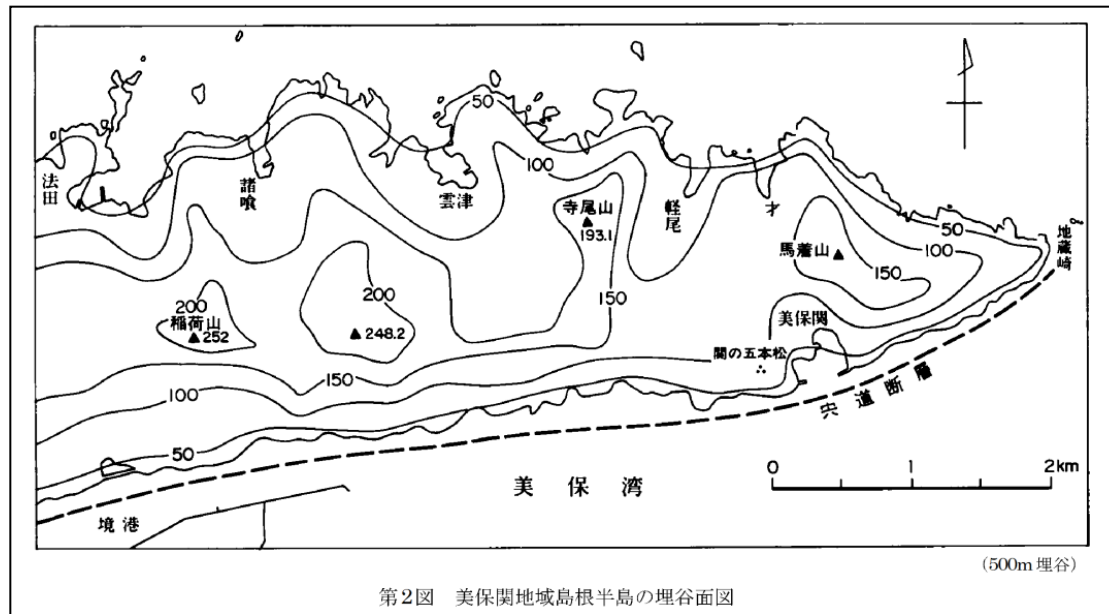 50
100
法田
諸喰
雲津
寺尾山
193.1
軽尾
才
馬着山
50
100
150
地蔵崎
200
稲荷山
252
200
248.2
150
美保関
関の五本松
150
100
50
宍道断層
0 1 2km
美保湾
境港
(500m埋谷)
第2図 美保関地域島根半島の埋谷面図